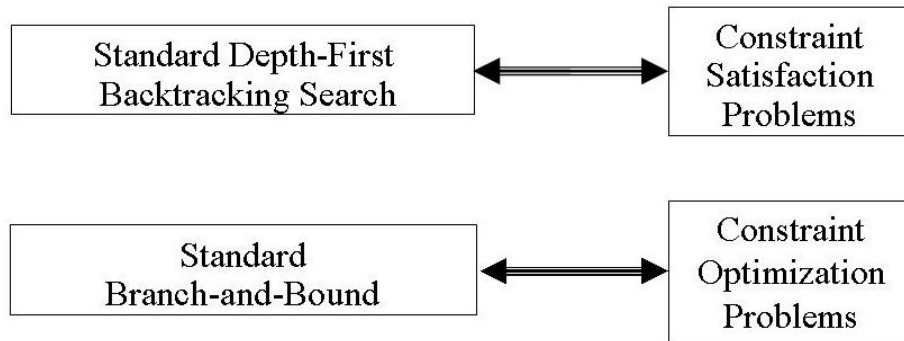 Standard Depth-First
Backtracking Search
Constraint
Satisfaction
Problems
Standard
Branch-and-Bound
Constraint
Optimization
Problems